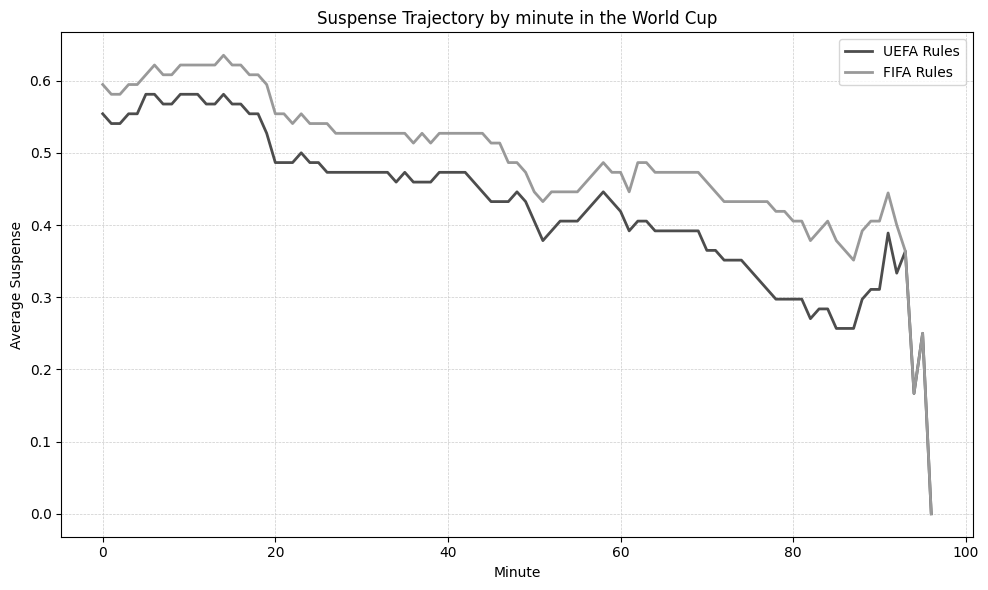 Suspense Trajectory by minute in the World Cup
UEFA Rules
FIFA Rules
Average Suspense
0.6
0.5
0.4
0.3
0.2
0.1
0.0
0 20 40 60 80 100
Minute